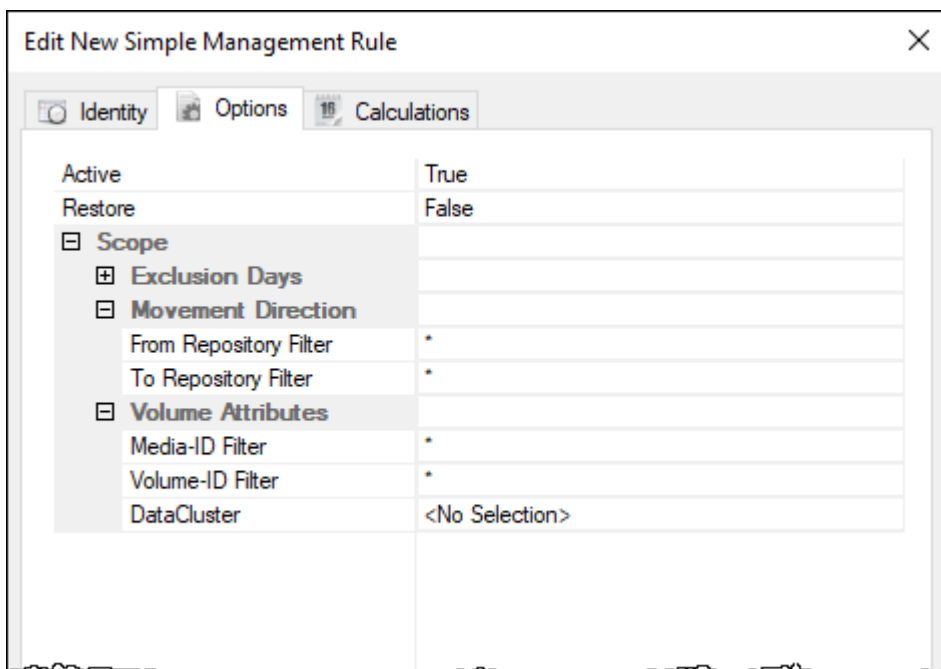 Edit New Simple Management Rule
Identity Options 16 Calculations
Active True
Restore False
Scope
Exclusion Days
Movement Direction
From Repository Filter *
To Repository Filter *
Volume Attributes
Media-ID Filter *
Volume-ID Filter *
DataCluster <No Selection>